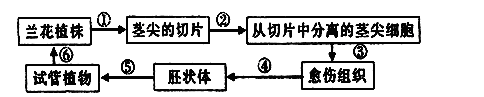 兰花植株 ① 茎尖的切片 ② 从切片中分离的茎尖细胞
⑥ ③
试管植物 ⑤ 胚状体 ④ 愈伤组织